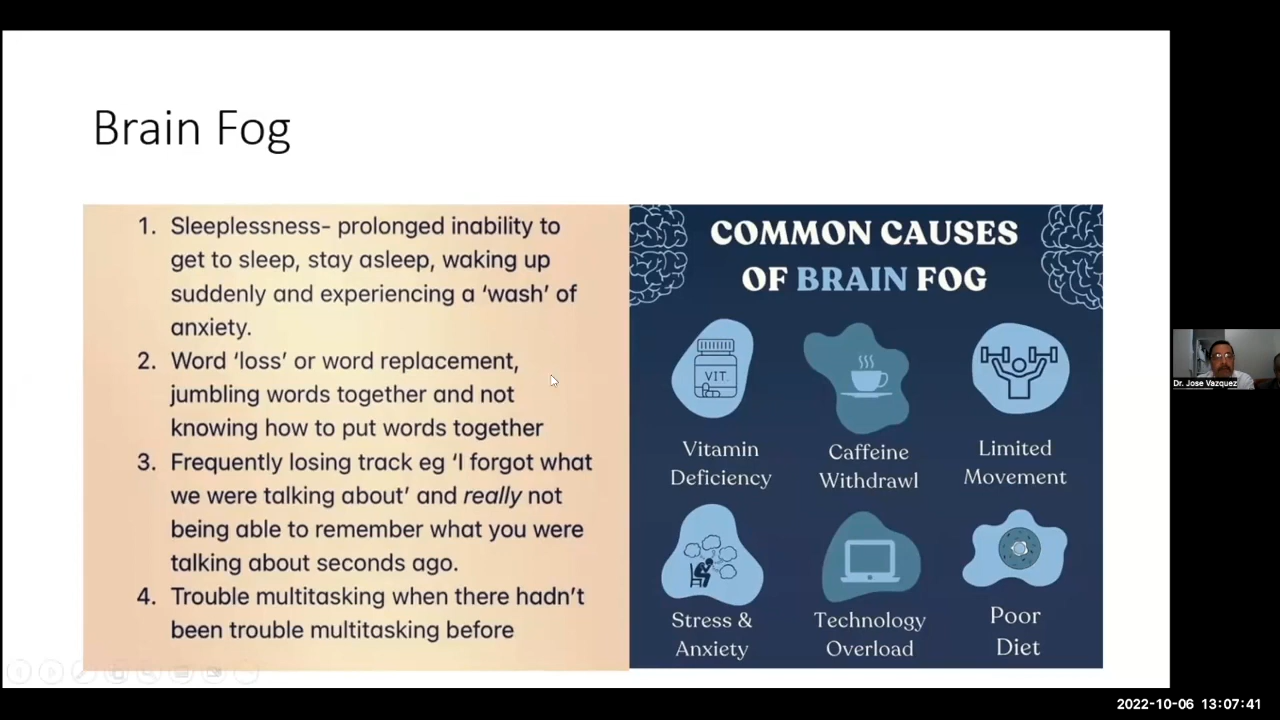 Brain Fog
1. Sleeplessness- prolonged inability to
get to sleep, stay asleep, waking up
suddenly and experiencing a ‘wash’ of
anxiety.
2. Word ‘loss’ or word replacement,
jumbling words together and not
knowing how to put words together
3. Frequently losing track eg ‘I forgot what
we were talking about’ and really not
being able to remember what you were
talking about seconds ago.
4. Trouble multitasking when there hadn’t
been trouble multitasking before
COMMON CAUSES
OF BRAIN FOG
VIT.
Vitamin
Deficiency
Caffeine
Withdrawl
Limited
Movement
Stress &
Anxiety
Technology
Overload
Poor
Diet
Dr. Jose Vazquez
2022-10-06 13:07:41